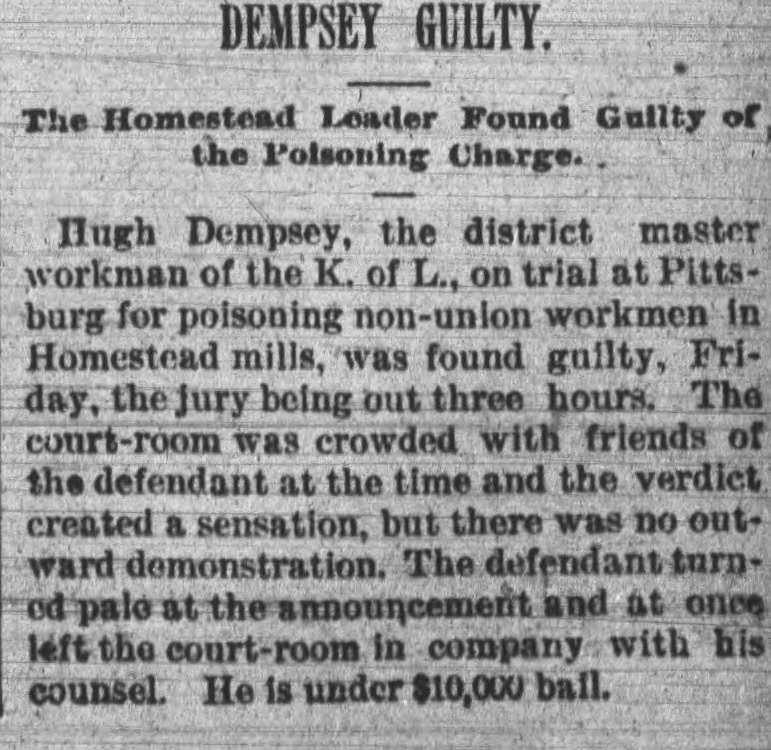 DEMPSEY GUILTY.
The Homestead Leader Found Guilty of
the Poisoning Charge.
Hugh Dempsey, the district master
workman of the K. of L., on trial at Pitts-
burg for poisoning non-union workmen in
Homestead mills, was found guilty, Fri-
day, the jury being out three hours. The
court-room was crowded with friends of
the defendant at the time and the verdict
created a sensation, but there was no out-
ward demonstration. The defendant turn-
ed pale at the announcement and at once
left the court-room in company with his
counsel. He is under $10,000 bail.